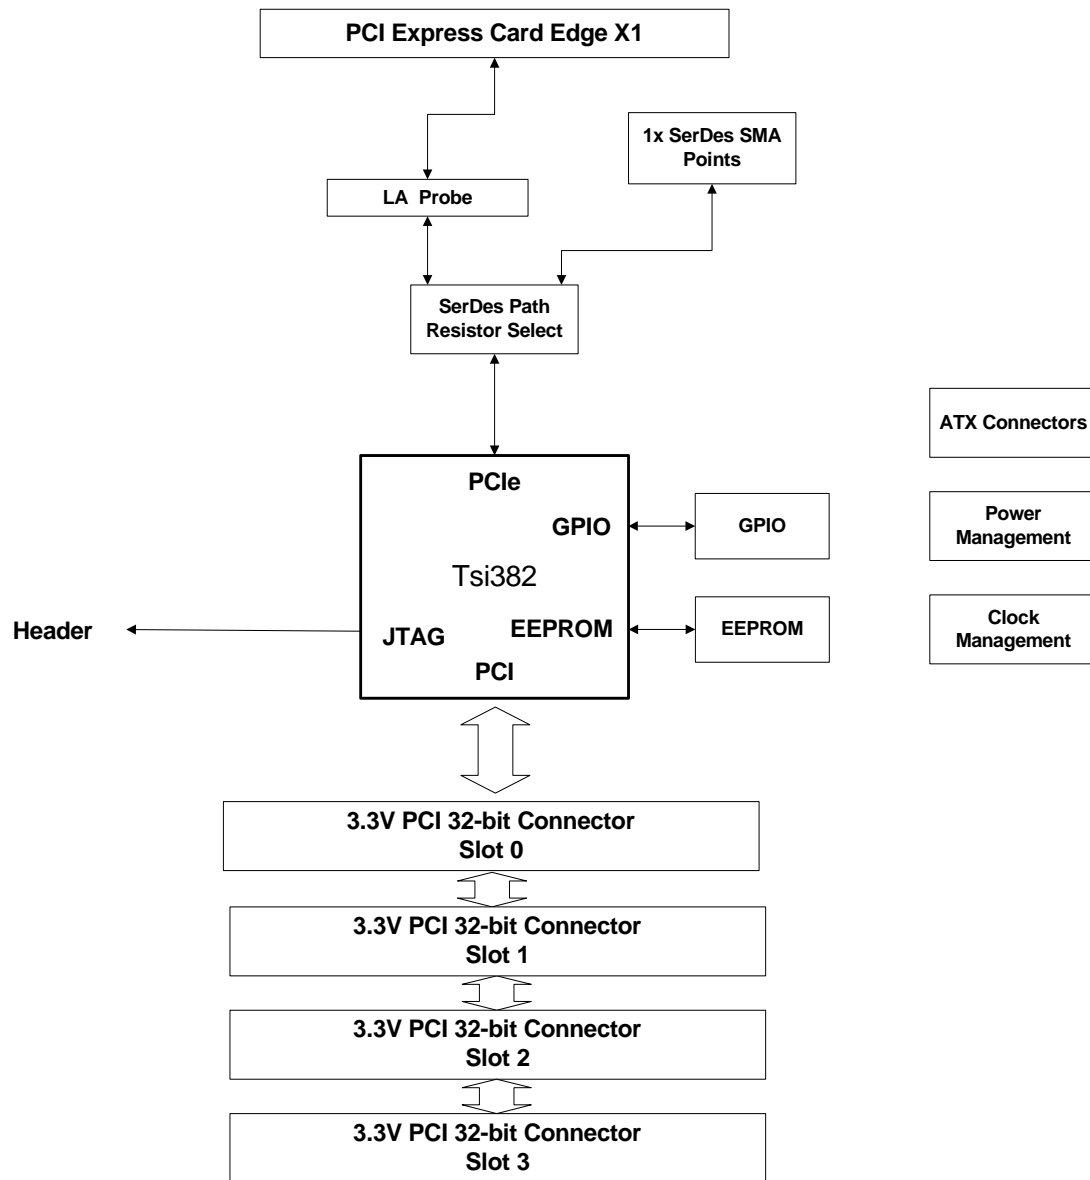 PCI Express Card Edge X1
1x SerDes SMA
Points
LA Probe
SerDes Path
Resistor Select
ATX Connectors
PCIe
GPIO
GPIO
Power
Management
Tsi382
Header
JTAG
EEPROM
EEPROM
Clock
Management
PCI
3.3V PCI 32-bit Connector
Slot 0
3.3V PCI 32-bit Connector
Slot 1
3.3V PCI 32-bit Connector
Slot 2
3.3V PCI 32-bit Connector
Slot 3